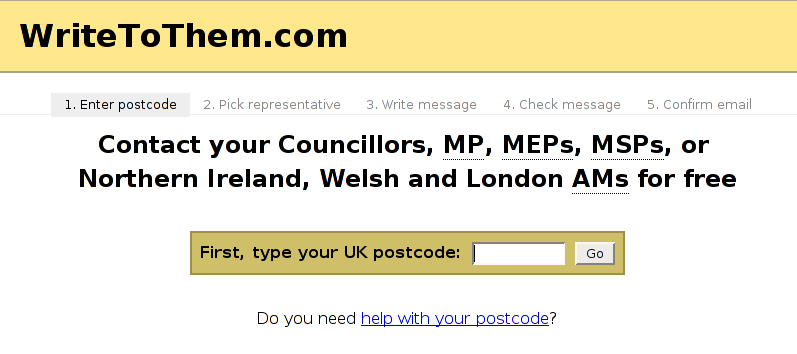 WriteToThem.com
1. Enter postcode 2. Pick representative 3. Write message 4. Check message 5. Confirm email
Contact your Councillors, MP, MEPs, MSPs, or
Northern Ireland, Welsh and London AMs for free
First, type your UK postcode: Go
Do you need help with your postcode?